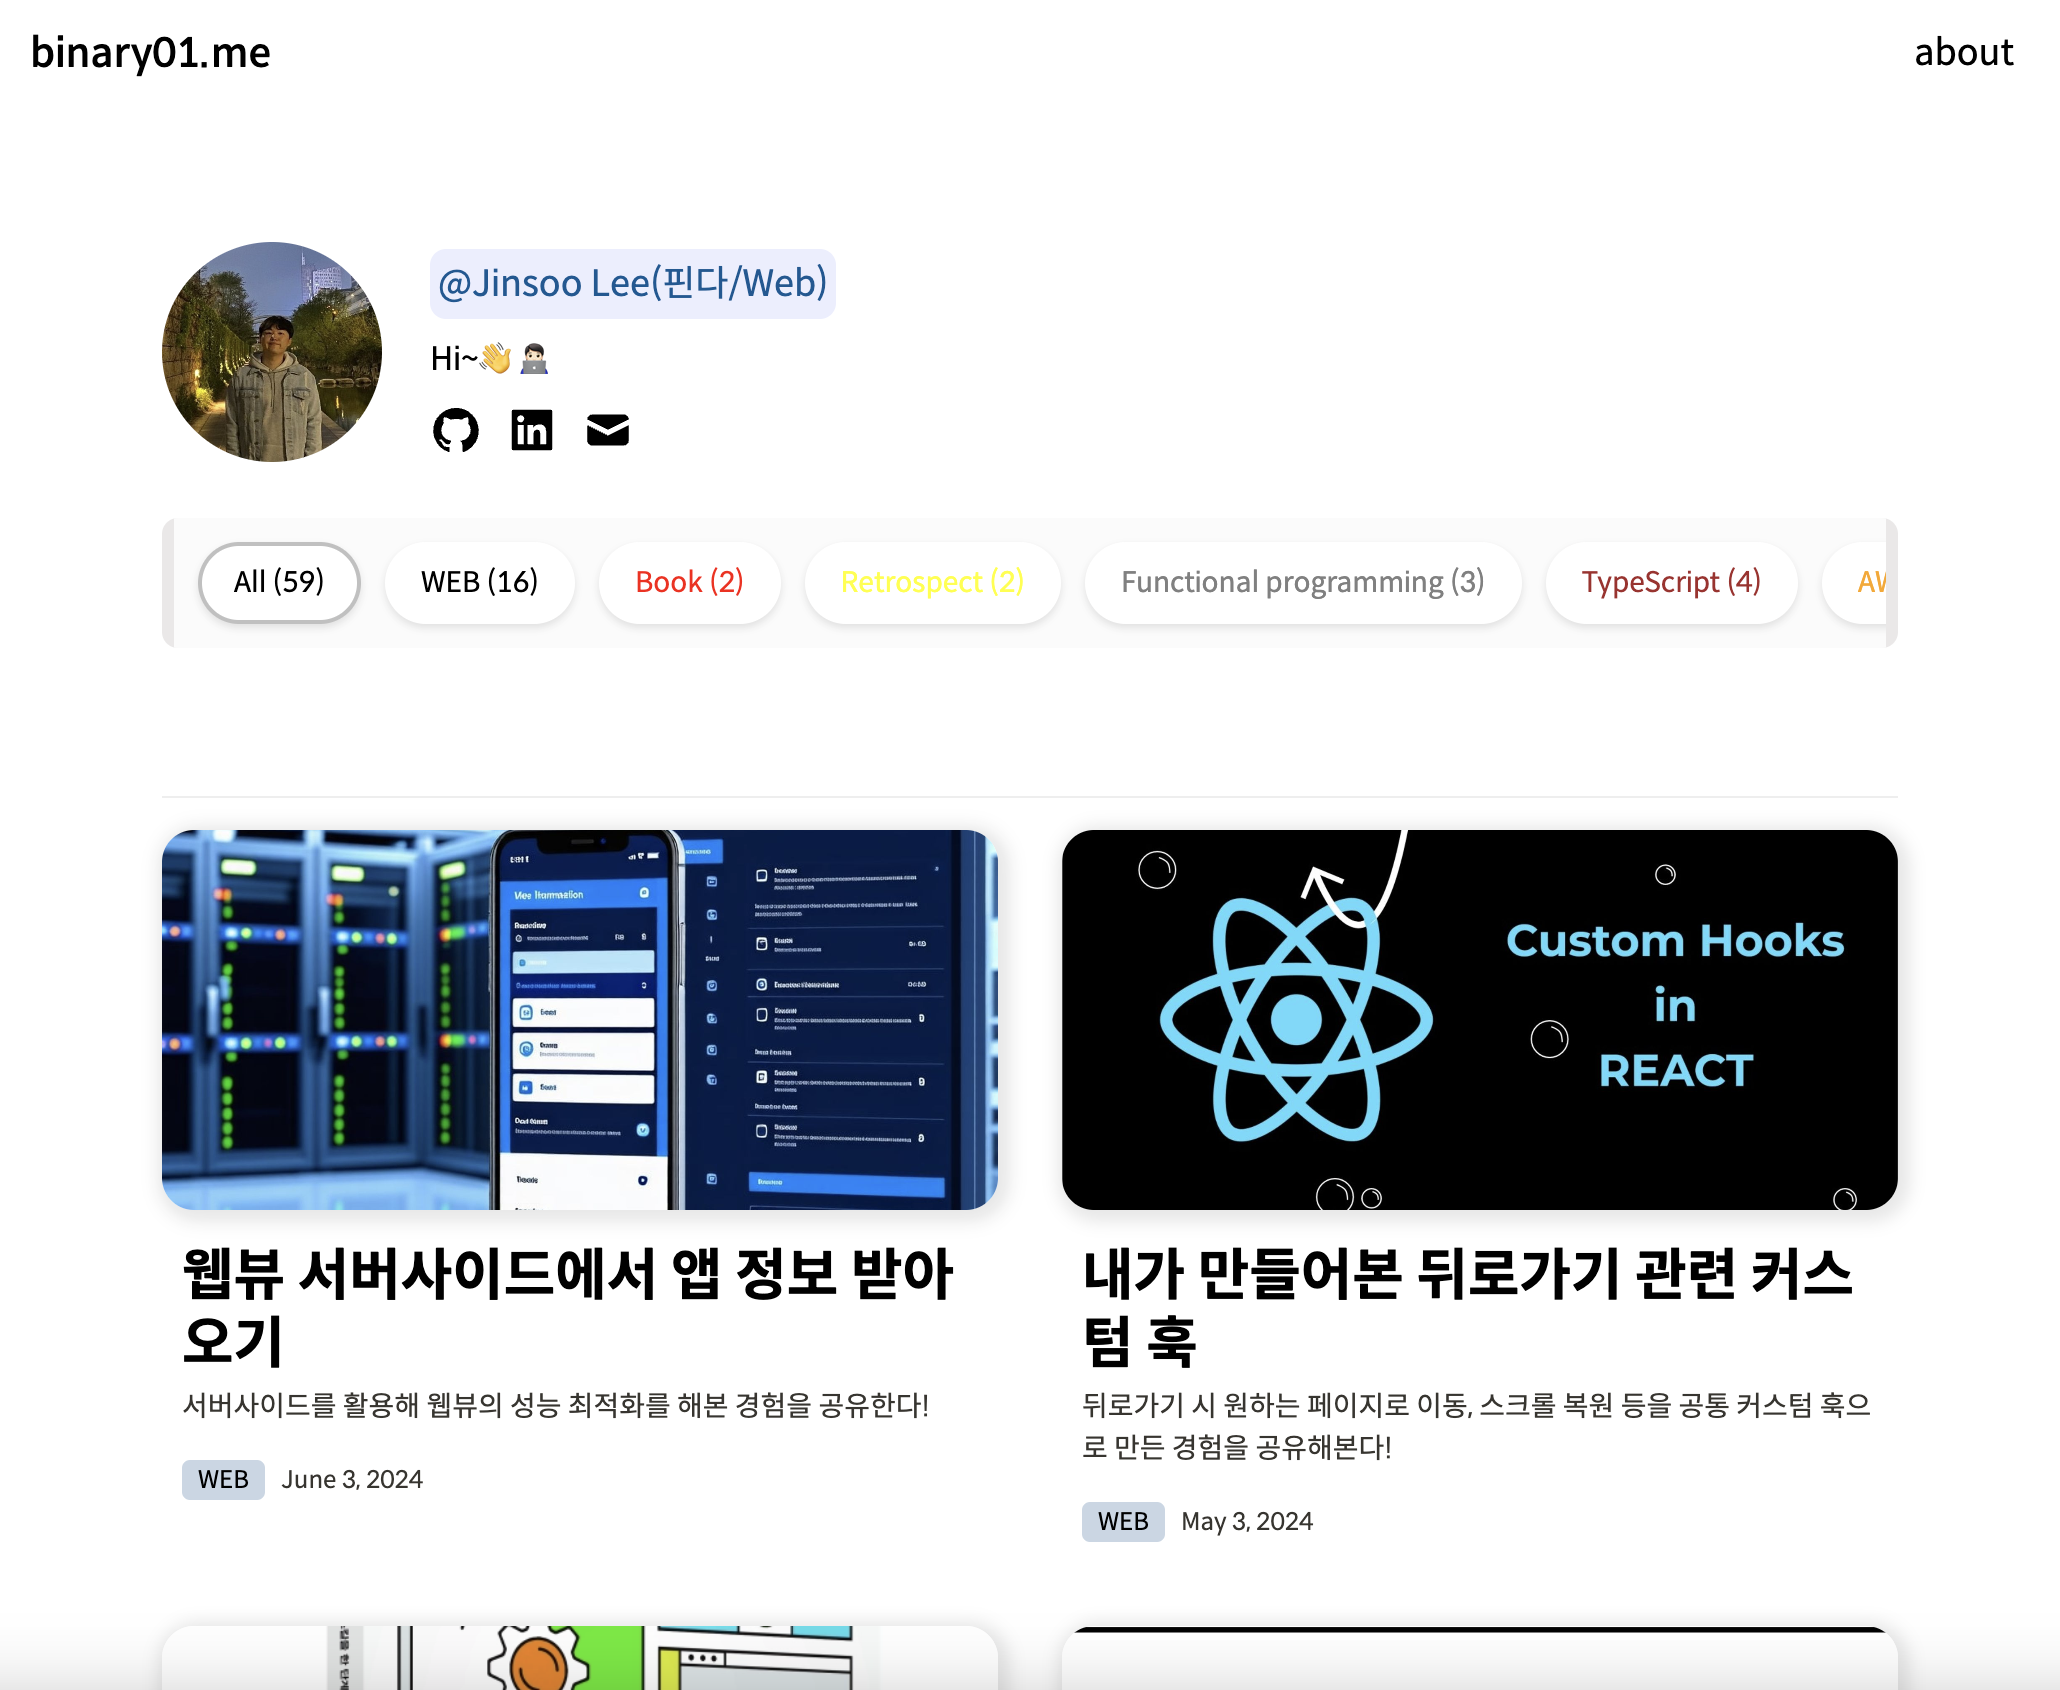 binary01.me
about
@Jinsoo Lee(핀다/Web)
Hi~👋🧑🏻‍💻
in
All (59)
WEB (16)
Book (2)
Retrospect (2)
Functional programming (3)
TypeScript (4)
Custom Hooks
in
REACT
웹뷰 서버사이드에서 앱 정보 받아
오기
서버사이드를 활용해 웹뷰의 성능 최적화를 해본 경험을 공유한다!
WEB June 3, 2024
내가 만들어본 뒤로가기 관련 커스
텀 훅
뒤로가기 시 원하는 페이지로 이동, 스크롤 복원 등을 공통 커스텀 훅으
로 만든 경험을 공유해본다!
WEB May 3, 2024